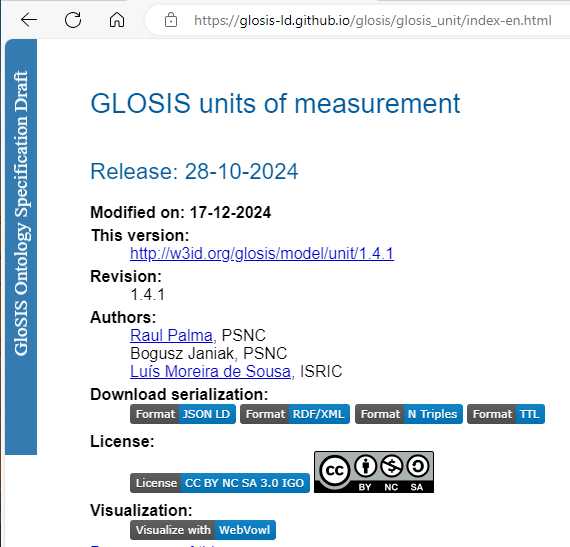 https://glosis-ld.github.io/glosis/glosis_unit/index-en.html
GloSIS Ontology Specification Draft
GLOSIS units of measurement
Release: 28-10-2024
Modified on: 17-12-2024
This version:
http://w3id.org/glosis/model/unit/1.4.1
Revision:
1.4.1
Authors:
Raul Palma, PSNC
Bogusz Janiak, PSNC
Luís Moreira de Sousa, ISRIC
Download serialization:
Format JSON LD Format RDF/XML Format N Triples Format TTL
License:
License CC BY NC SA 3.0 IGO cc BY NC SA
Visualization:
Visualize with WebVowl